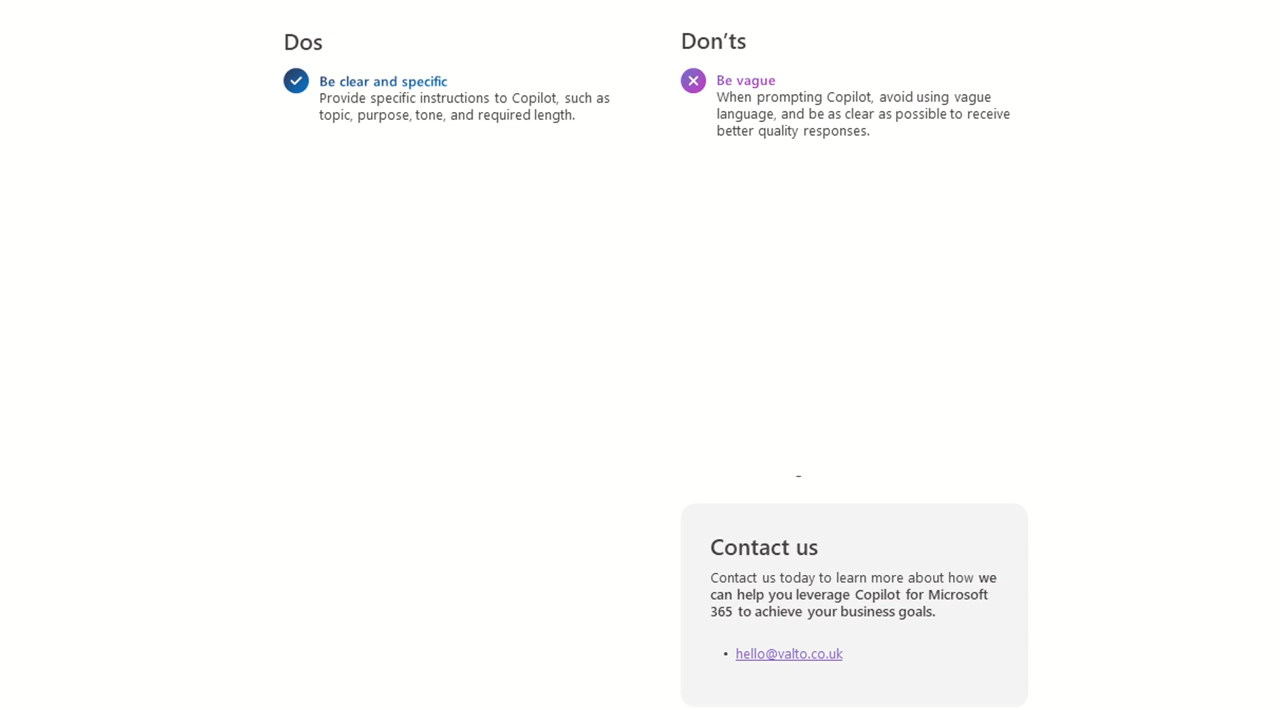 Dos
Be clear and specific
Provide specific instructions to Copilot, such as
topic, purpose, tone, and required length.
Don’ts
Be vague
When prompting Copilot, avoid using vague
language, and be as clear as possible to receive
better quality responses.
-
Contact us
Contact us today to learn more about how we
can help you leverage Copilot for Microsoft
365 to achieve your business goals.
• hello@valto.co.uk